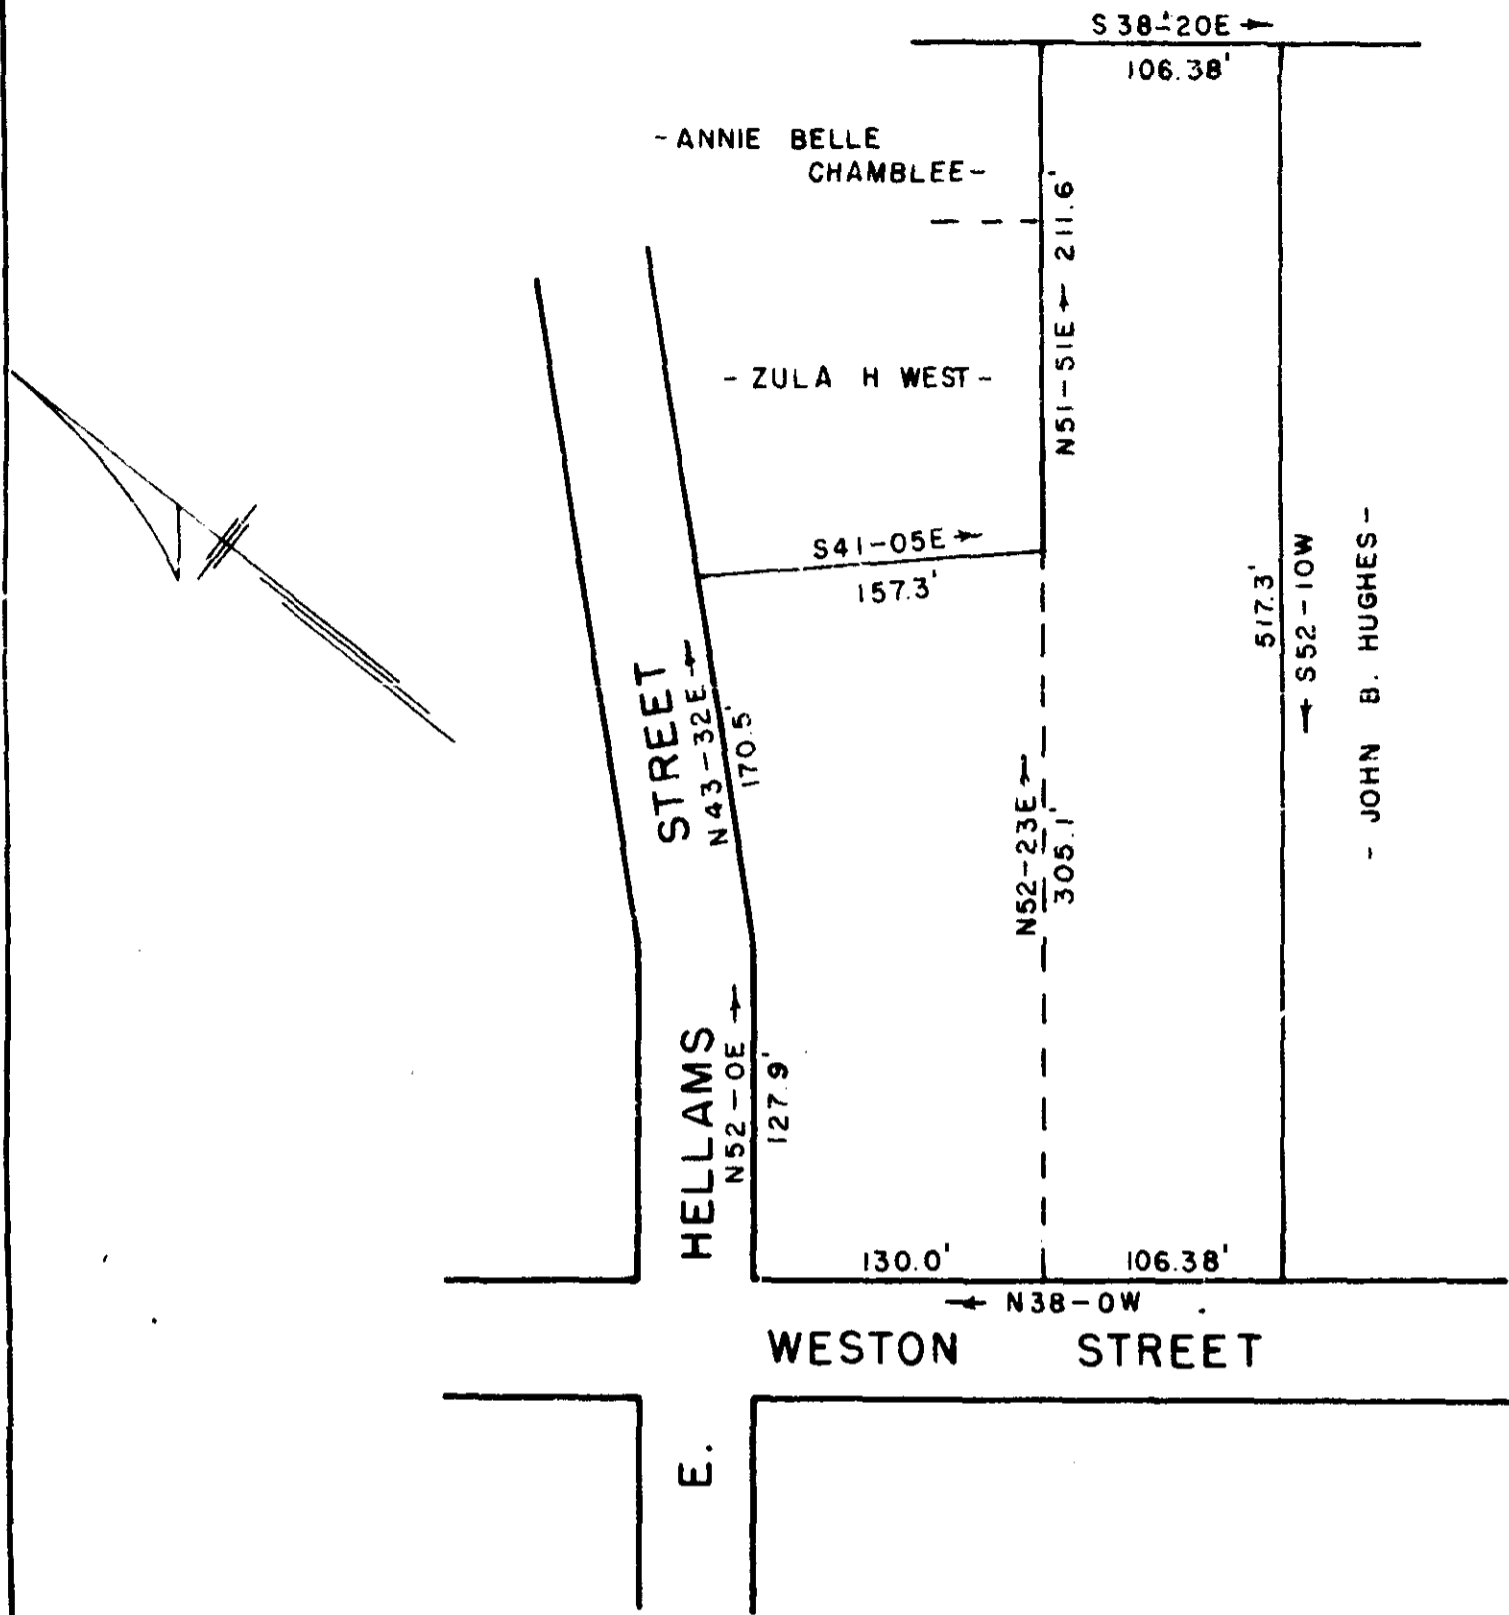 S 38-20E
106.38'
- ANNIE BELLE
CHAMBLEE -
N51-51E 211.6'
- ZULA H WEST -
S41-05E
157.3'
517.3'
S52-10W
- JOHN B. HUGHES -
STREET
N43-32E
170.5'
N52-23E
305.1'
HELLAMS
N52-0E
127.9'
130.0' 106.38'
N38-0W
WESTON STREET
E.